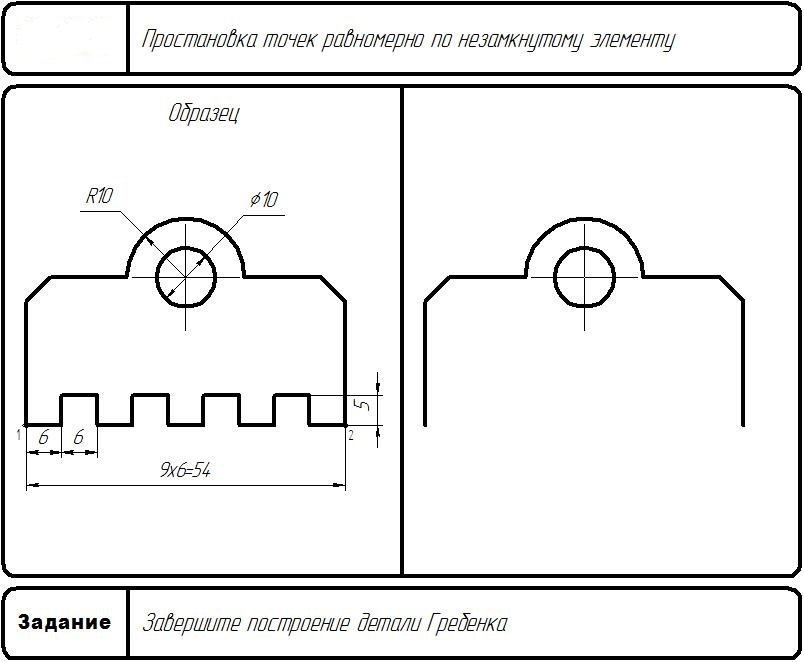 Простановка точек равномерно по незамкнутому элементу
Образец
R10
⌀10
5
1
6
6
2
9x6=54
Задание
Завершите построение детали Гребенка